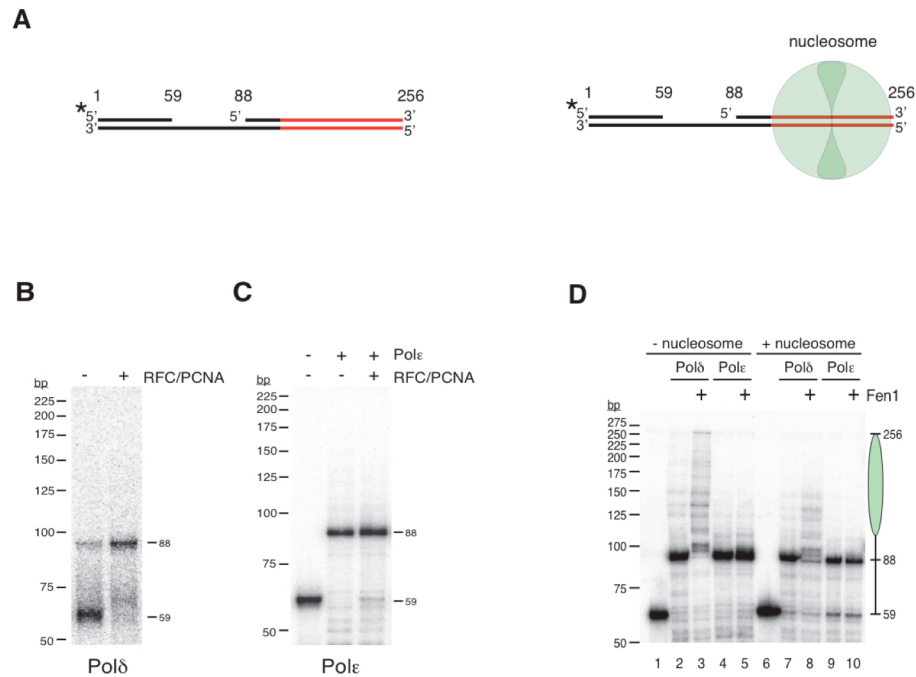 A
nucleosome
1 59 88 256
*
5’ 5’ 3’
3’ 5’
1 59 88 256
*
5’ 5’ 3’
3’ 5’
B
- + RFC/PCNA
bp
225
200
175
150
125
100
75
50
88
59
Polδ
C
- + + Polε
- - + RFC/PCNA
bp
225
200
175
150
125
100
75
50
88
59
Polε
D
- nucleosome + nucleosome
Polδ Polε Polδ Polε
+ + + + Fen1
bp
275
250
225
200
175
150
125
100
75
50
256
88
59
1 2 3 4 5 6 7 8 9 10